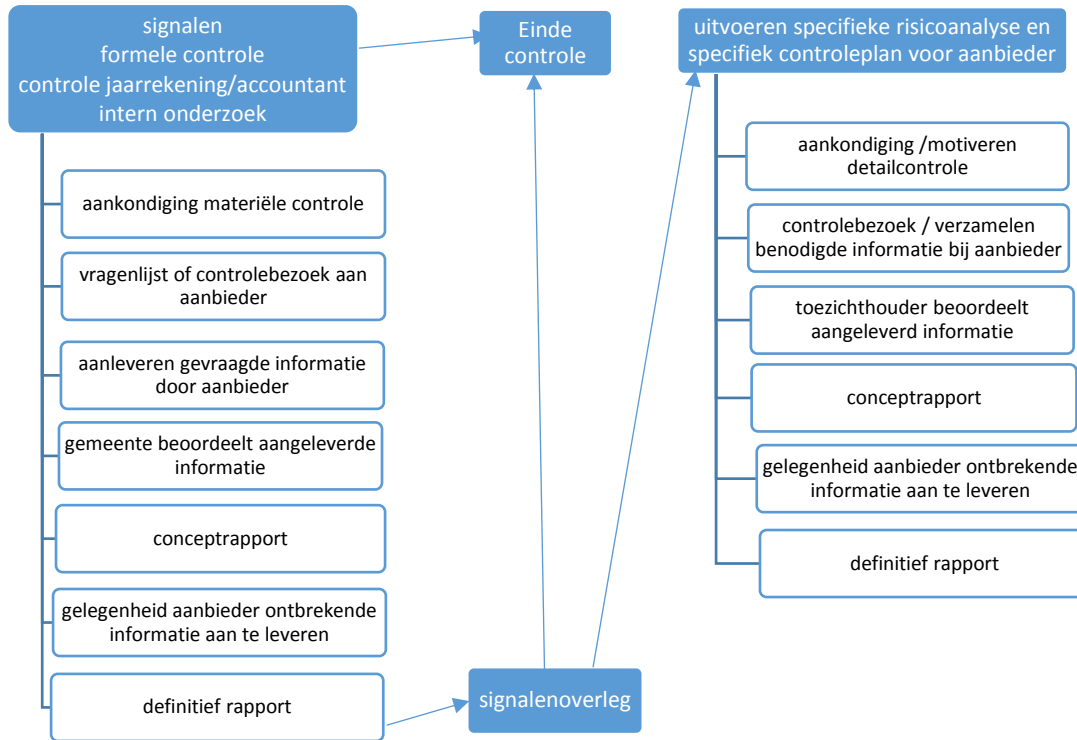 signalen
formele controle
controle jaarrekening/accountant
intern onderzoek
aankondiging materiële controle
vragenlijst of controlebezoek aan
aanbieder
aanleveren gevraagde informatie
door aanbieder
gemeente beoordeelt aangeleverde
informatie
conceptrapport
gelegenheid aanbieder ontbrekende
informatie aan te leveren
definitief rapport
Einde
controle
signalenoverleg
uitvoeren specifieke risicoanalyse en
specifiek controleplan voor aanbieder
aankondiging /motiveren
detailcontrole
controlebezoek / verzamelen
benodigde informatie bij aanbieder
toezichthouder beoordeelt
aangeleverd informatie
conceptrapport
gelegenheid aanbieder ontbrekende
informatie aan te leveren
definitief rapport